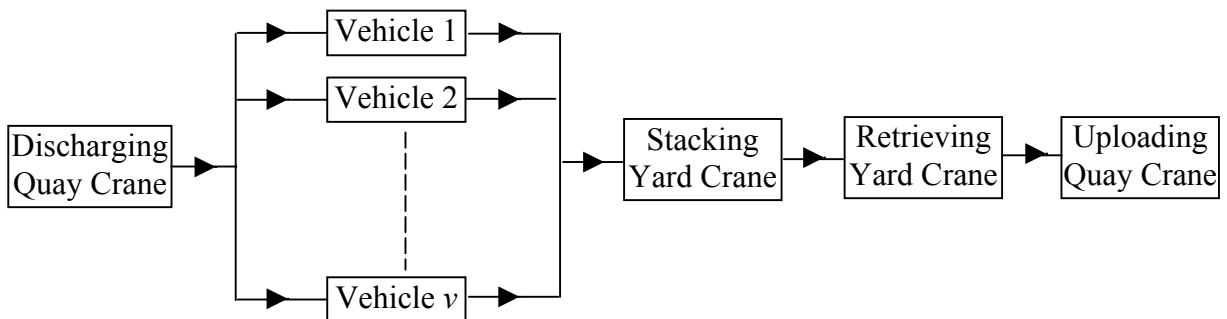 Discharging
Quay Crane
Vehicle 1
Vehicle 2
Vehicle v
Stacking
Yard Crane
Retrieving
Yard Crane
Uploading
Quay Crane